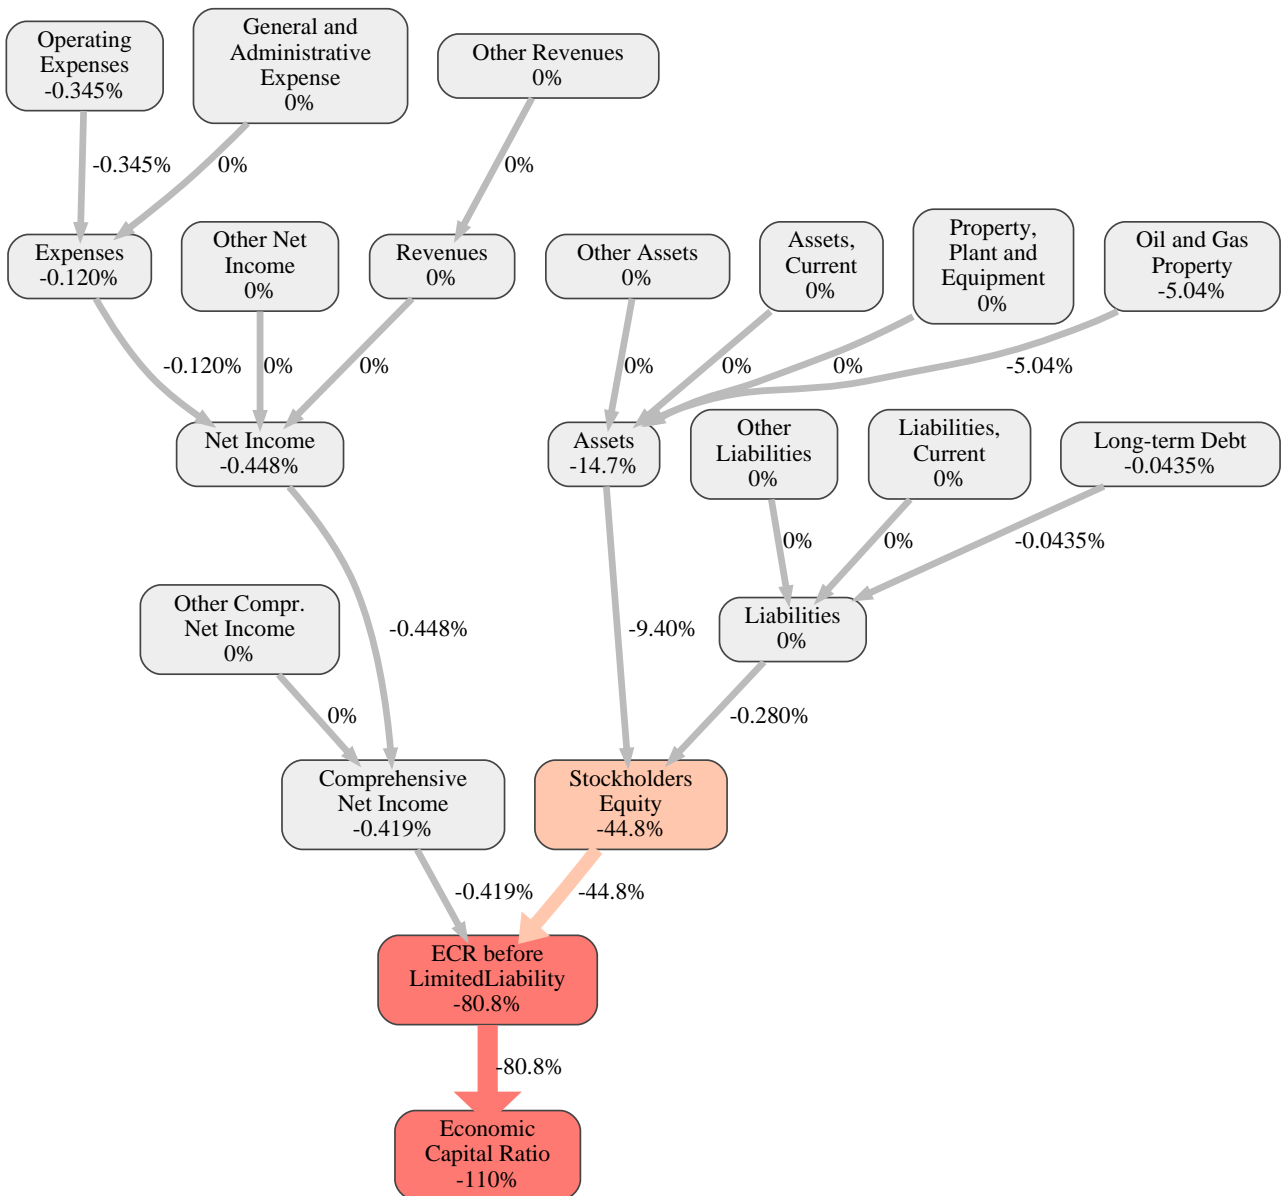 Operating
Expenses
-0.345%
General and
Administrative
Expense
0%
Other Revenues
0%
-0.345%
0%
0%
Expenses
-0.120%
Other Net
Income
0%
Revenues
0%
Other Assets
0%
Assets,
Current
0%
Property,
Plant and
Equipment
0%
Oil and Gas
Property
-5.04%
-0.120%
0%
0%
0%
0%
0%
-5.04%
Net Income
-0.448%
Assets
-14.7%
Other
Liabilities
0%
Liabilities,
Current
0%
Long-term Debt
-0.0435%
0%
0%
-0.0435%
Other Compr.
Net Income
0%
-0.448%
-9.40%
Liabilities
0%
0%
-0.280%
Comprehensive
Net Income
-0.419%
Stockholders
Equity
-44.8%
-0.419%
-44.8%
ECR before
LimitedLiability
-80.8%
-80.8%
Economic
Capital Ratio
-110%